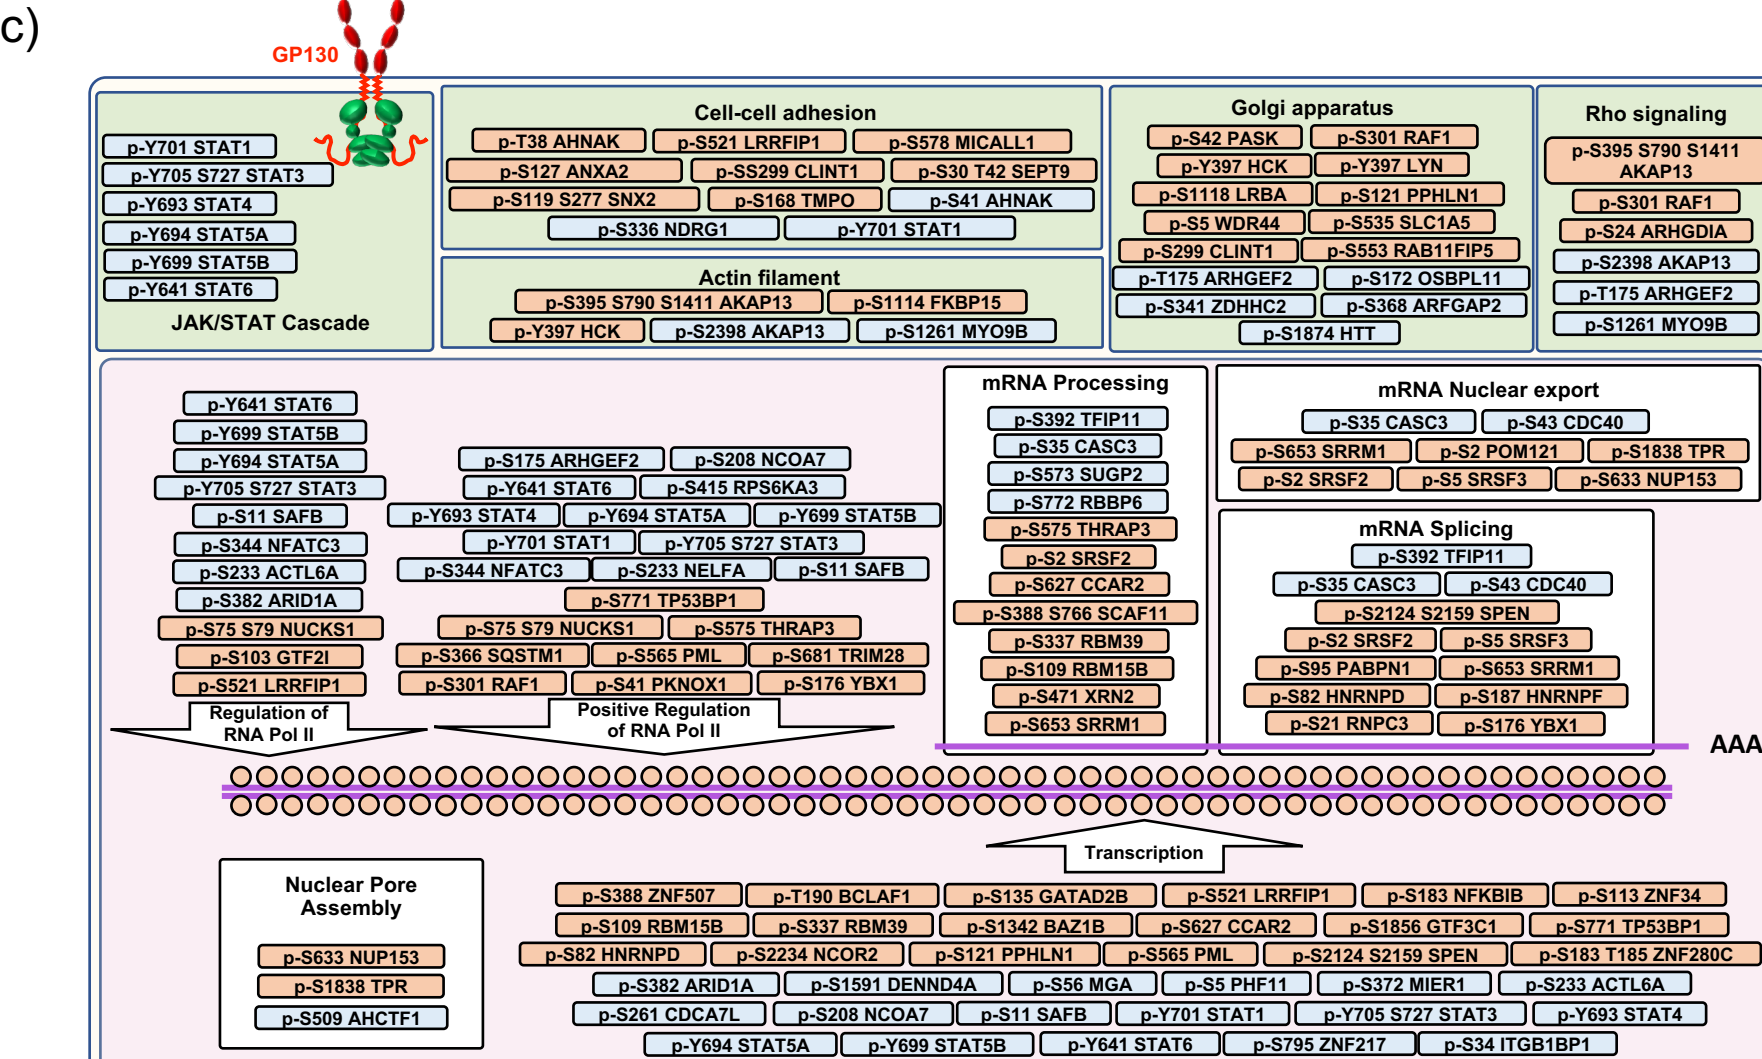 c)
GP130
p-Y701 STAT1
p-Y705 S727 STAT3
p-Y693 STAT4
p-Y694 STAT5A
p-Y699 STAT5B
p-Y641 STAT6
JAK/STAT Cascade
Cell-cell adhesion
p-T38 AHNAK p-S521 LRRFIP1 p-S578 MICALL1
p-S127 ANXA2 p-SS299 CLINT1 p-S30 T42 SEPT9
p-S119 S277 SNX2 p-S168 TMPO p-S41 AHNAK
p-S336 NDRG1 p-Y701 STAT1
Actin filament
p-S395 S790 S1411 AKAP13 p-S1114 FKBP15
p-Y397 HCK p-S2398 AKAP13 p-S1261 MYO9B
Golgi apparatus
p-S42 PASK p-S301 RAF1
p-Y397 HCK p-Y397 LYN
p-S1118 LRBA p-S121 PPHLN1
p-S5 WDR44 p-S535 SLC1A5
p-S299 CLINT1 p-S553 RAB11FIP5
p-T175 ARHGEF2 p-S172 OSBPL11
p-S341 ZDHHC2 p-S368 ARFGAP2
p-S1874 HTT
Rho signaling
p-S395 S790 S1411
AKAP13
p-S301 RAF1
p-S24 ARHGDIA
p-S2398 AKAP13
p-T175 ARHGEF2
p-S1261 MYO9B
p-Y641 STAT6
p-Y699 STAT5B
p-Y694 STAT5A
p-Y705 S727 STAT3
p-S11 SAFB
p-S344 NFATC3
p-S233 ACTL6A
p-S382 ARID1A
p-S75 S79 NUCKS1
p-S103 GTF2I
p-S521 LRRFIP1
Regulation of
RNA Pol II
p-S175 ARHGEF2 p-S208 NCOA7
p-Y641 STAT6 p-S415 RPS6KA3
p-Y693 STAT4 p-Y694 STAT5A p-Y699 STAT5B
p-Y701 STAT1 p-Y705 S727 STAT3
p-S344 NFATC3 p-S233 NELFA p-S11 SAFB
p-S771 TP53BP1
p-S75 S79 NUCKS1 p-S575 THRAP3
p-S366 SQSTM1 p-S565 PML p-S681 TRIM28
p-S301 RAF1 p-S41 PKNOX1 p-S176 YBX1
Positive Regulation
of RNA Pol II
mRNA Processing
p-S392 TFIP11
p-S35 CASC3
p-S573 SUGP2
p-S772 RBBP6
p-S575 THRAP3
p-S2 SRSF2
p-S627 CCAR2
p-S388 S766 SCAF11
p-S337 RBM39
p-S109 RBM15B
p-S471 XRN2
p-S653 SRRM1
mRNA Nuclear export
p-S35 CASC3 p-S43 CDC40
p-S653 SRRM1 p-S2 POM121 p-S1838 TPR
p-S2 SRSF2 p-S5 SRSF3 p-S633 NUP153
mRNA Splicing
p-S392 TFIP11
p-S35 CASC3 p-S43 CDC40
p-S2124 S2159 SPEN
p-S2 SRSF2 p-S5 SRSF3
p-S95 PABPN1 p-S653 SRRM1
p-S82 HNRNPD p-S187 HNRNPF
p-S21 RNPC3 p-S176 YBX1
AAA
Transcription
Nuclear Pore
Assembly
p-S633 NUP153
p-S1838 TPR
p-S509 AHCTF1
p-S388 ZNF507 p-T190 BCLAF1 p-S135 GATAD2B p-S521 LRRFIP1 p-S183 NFKBIB p-S113 ZNF34
p-S109 RBM15B p-S337 RBM39 p-S1342 BAZ1B p-S627 CCAR2 p-S1856 GTF3C1 p-S771 TP53BP1
p-S82 HNRNPD p-S2234 NCOR2 p-S121 PPHLN1 p-S565 PML p-S2124 S2159 SPEN p-S183 T185 ZNF280C
p-S382 ARID1A p-S1591 DENND4A p-S56 MGA p-S5 PHF11 p-S372 MIER1 p-S233 ACTL6A
p-S261 CDCA7L p-S208 NCOA7 p-S11 SAFB p-Y701 STAT1 p-Y705 S727 STAT3 p-Y693 STAT4
p-Y694 STAT5A p-Y699 STAT5B p-Y641 STAT6 p-S795 ZNF217 p-S34 ITGB1BP1